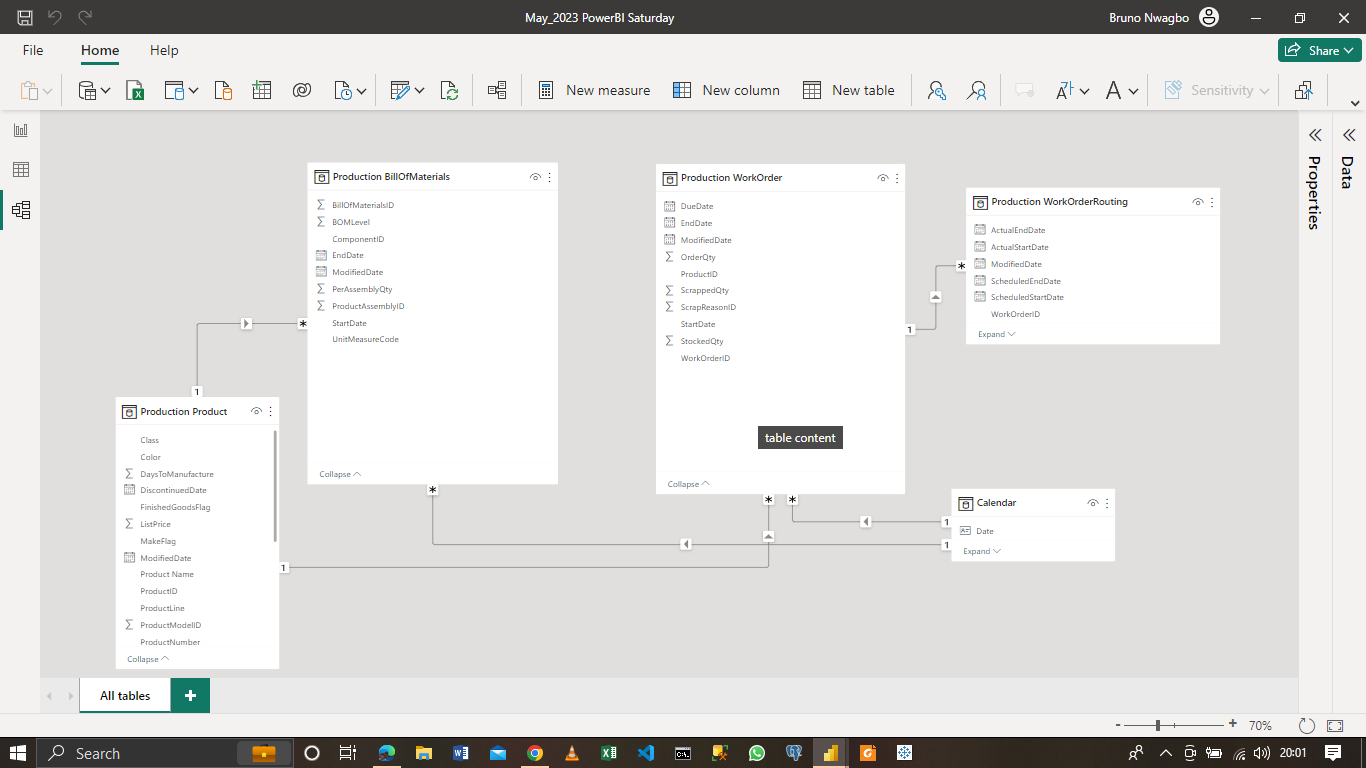 May_2023 PowerBI Saturday
Bruno Nwagbo
File
Home
Help
Share
New measure
New column
New table
Sensitivity
Production BillOfMaterials
BillOfMaterialsID
BOMLevel
ComponentID
EndDate
ModifiedDate
PerAssemblyQty
ProductAssemblyID
StartDate
UnitMeasureCode
Collapse
Production WorkOrder
DueDate
EndDate
ModifiedDate
OrderQty
ProductID
ScrappedQty
ScrapReasonID
StartDate
StockedQty
WorkOrderID
table content
Collapse
Production WorkOrderRouting
ActualEndDate
ActualStartDate
ModifiedDate
ScheduledEndDate
ScheduledStartDate
WorkOrderID
Expand
Properties
Data
1
*
1
*
Production Product
Class
Color
DaysToManufacture
DiscontinuedDate
FinishedGoodsFlag
ListPrice
MakeFlag
ModifiedDate
Product Name
ProductID
ProductLine
ProductModelID
ProductNumber
Collapse
*
*
*
1
1
1
Calendar
Date
Expand
All tables
+
- + 70%
Search
20:01